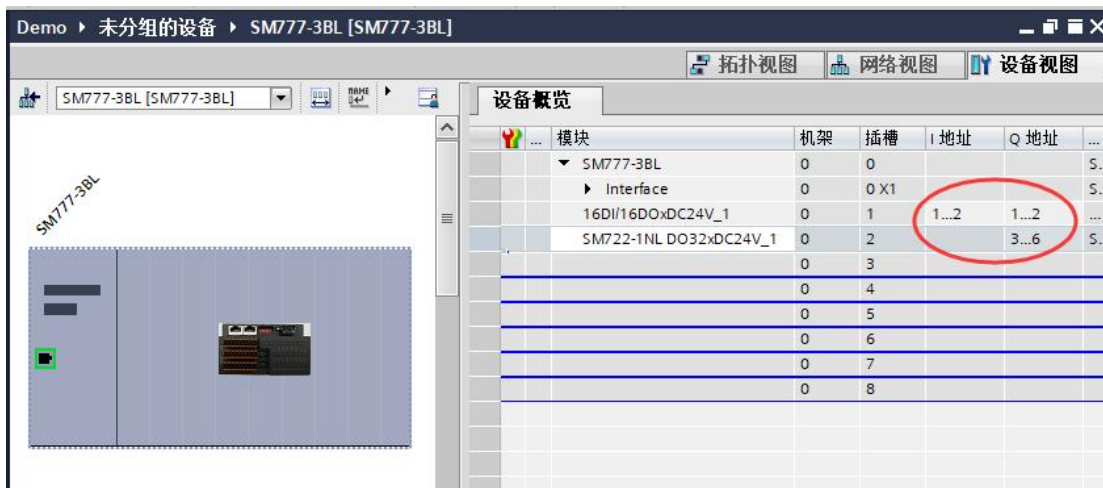 Demo ▸ 未分组的设备 ▸ SM777-3BL [SM777-3BL]
拓扑视图 网络视图 设备视图
SM777-3BL [SM777-3BL]
设备概览
... 模块 机架 插槽 I 地址 Q 地址 ...
SM777-3BL 0 0 S.
Interface 0 0 X1 S.
16DI/16DOxDC24V_1 0 1 1...2 1...2 ...
SM722-1NL DO32xDC24V_1 0 2 3...6 S.
0 3
0 4
0 5
0 6
0 7
0 8
SM777-3BL